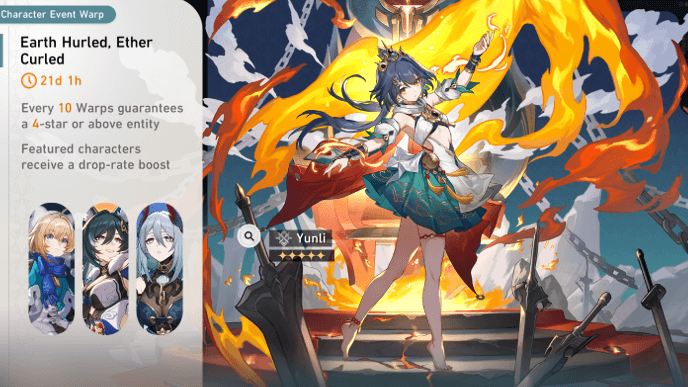 Character Event Warp
Earth Hurled, Ether
Curled
21d 1h
Every 10 Warps guarantees
a 4-star or above entity
Featured characters
receive a drop-rate boost
Yunli